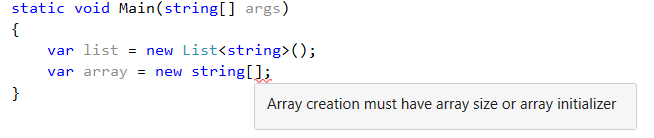 static void Main(string[] args)
{
    var list = new List<string>();
    var array = new string[];
}
Array creation must have array size or array initializer